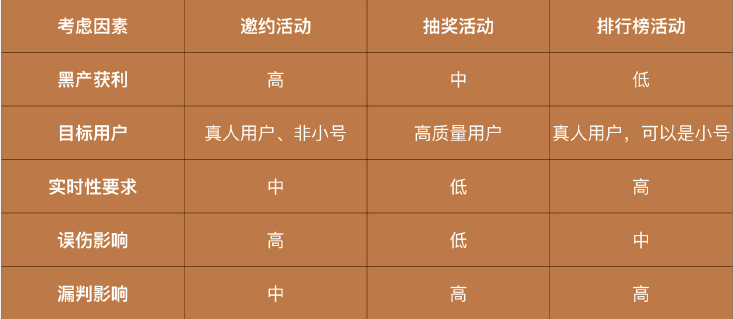 考虑因素 邀约活动 抽奖活动 排行榜活动
黑产获利 高 中 低
目标用户 真人用户、非小号 高质量用户 真人用户，可以是小号
实时性要求 中 低 高
误伤影响 高 低 中
漏判影响 中 高 高